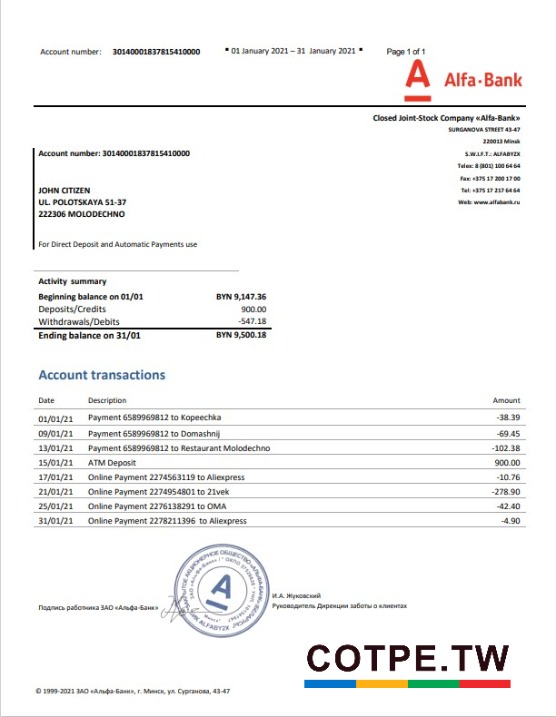 Account number: 30140001837815410000 ▪ 01 January 2021 – 31 January 2021 ▪ Page 1 of 1
Alfa·Bank
Closed Joint-Stock Company «Alfa-Bank»
SURGANOVA STREET 43-47
220013 Minsk
S.W.I.F.T.: ALFABYZX
Telex: 8 (801) 100 64 64
Fax: +375 17 200 17 00
Tel: +375 17 217 64 64
Web: www.alfabank.ru
Account number: 30140001837815410000
JOHN CITIZEN
UL. POLOTSKAYA 51-37
222306 MOLODECHNO
For Direct Deposit and Automatic Payments use
Activity summary
Beginning balance on 01/01 BYN 9,147.36
Deposits/Credits 900.00
Withdrawals/Debits -547.18
Ending balance on 31/01 BYN 9,500.18
Account transactions
Date Description Amount
01/01/21 Payment 6589969812 to Kopeechka -38.39
09/01/21 Payment 6589969812 to Domashnij -69.45
13/01/21 Payment 6589969812 to Restaurant Molodechno -102.38
15/01/21 ATM Deposit 900.00
17/01/21 Online Payment 2274563119 to Aliexpress -10.76
21/01/21 Online Payment 2274954801 to 21vek -278.90
25/01/21 Online Payment 2276138291 to OMA -42.40
31/01/21 Online Payment 2278211396 to Aliexpress -4.90
Подпись работника ЗАО «Альфа-Банк»
И.А. Жуковский
Руководитель Дирекции заботы о клиентах
COTPE.TW
© 1999-2021 ЗАО «Альфа-Банк», г. Минск, ул. Сурганова, 43-47